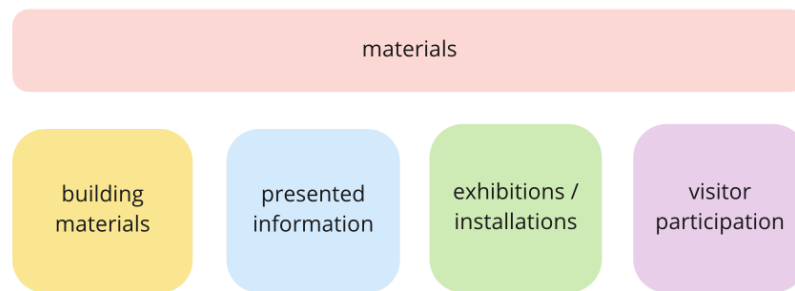 materials
building
materials
presented
information
exhibitions /
installations
visitor
participation